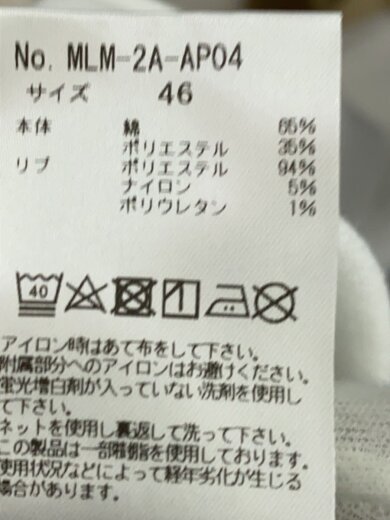 No. MLM-2A-AP04
サイズ 46
本体 綿 65%
ポリエステル 35%
リブ ポリエステル 94%
ナイロン 5%
ポリウレタン 1%
40
アイロン時はあて布をして下さい。
附属部分へのアイロンはお避けください。
蛍光増白剤が入っていない洗剤を使用し
て下さい。
ネットを使用し裏返して洗って下さい。
この製品は一部樹脂を使用しております。
使用状況などによって経年劣化が生じる
場合があります。